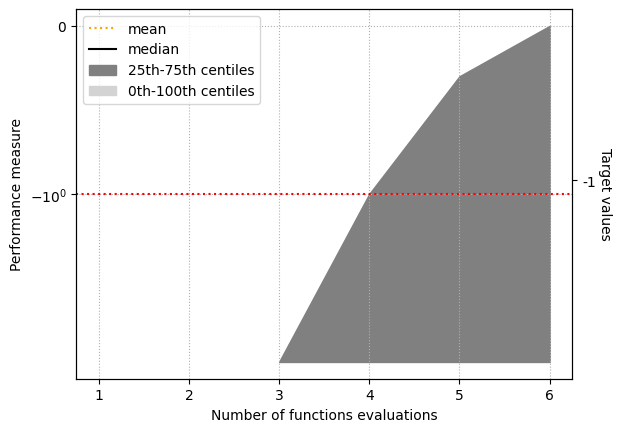 mean
median
25th-75th centiles
0th-100th centiles
0
−10⁰
Performance measure
-1
Target values
1 2 3 4 5 6
Number of functions evaluations